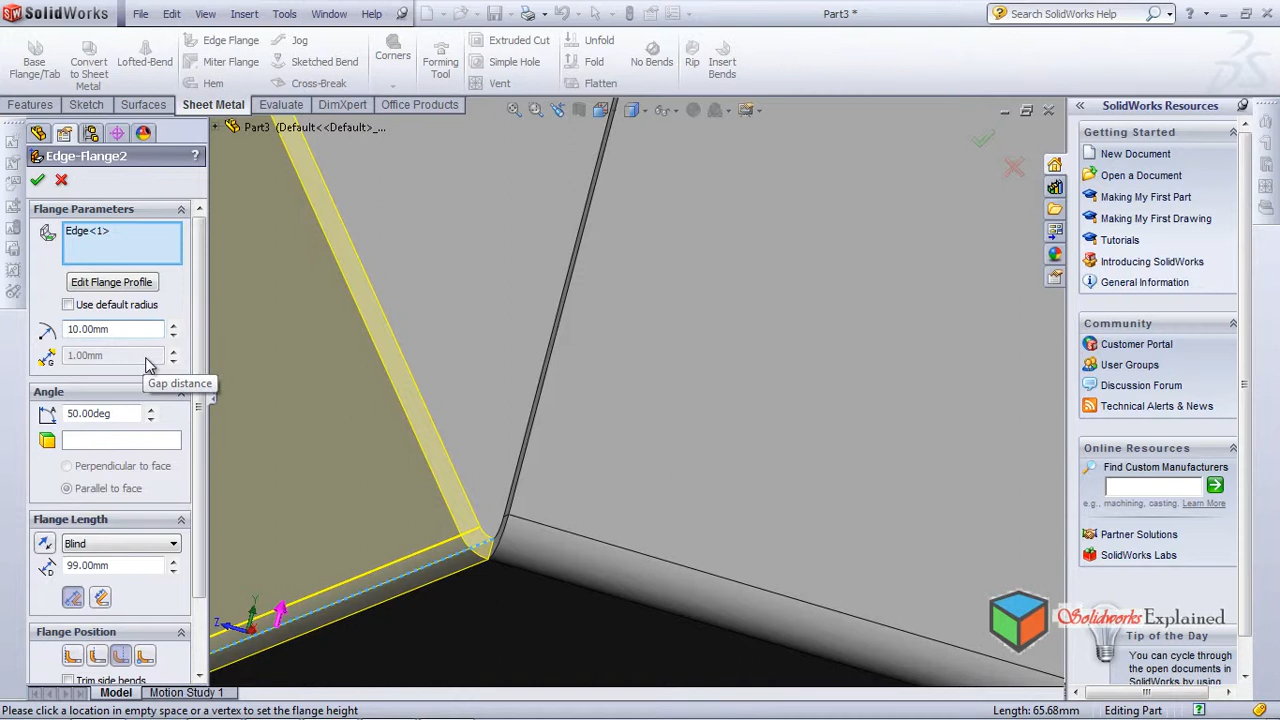 SolidWorks File Edit View Insert Tools Window Help Part3 * Search SolidWorks Help
Base Flange/Tab
Convert to Sheet Metal
Lofted-Bend
Edge Flange
Miter Flange
Hem
Jog
Sketched Bend
Cross-Break
Corners
Forming Tool
Extruded Cut
Simple Hole
Vent
Unfold
Fold
Flatten
No Bends
Rip
Insert Bends
Features Sketch Surfaces Sheet Metal Evaluate DimXpert Office Products
Part3 (Default<<Default>_...
Edge-Flange2 ?
Flange Parameters
Edge<1>
Edit Flange Profile
Use default radius
10.00mm
1.00mm
Gap distance
Angle
50.00deg
Perpendicular to face
Parallel to face
Flange Length
Blind
99.00mm
Flange Position
Trim side bends
Y
Z
Model Motion Study 1
Please click a location in empty space or a vertex to set the flange height
Length: 65.68mm Editing Part
SolidWorks Resources
Getting Started
New Document
Open a Document
Making My First Part
Making My First Drawing
Tutorials
Introducing SolidWorks
General Information
Community
Customer Portal
User Groups
Discussion Forum
Technical Alerts & News
Online Resources
Find Custom Manufacturers
e.g., machining, casting. Learn More
Partner Solutions
SolidWorks Labs
Solidworks Explained
Tip of the Day
You can cycle through
the open documents in
SolidWorks by using